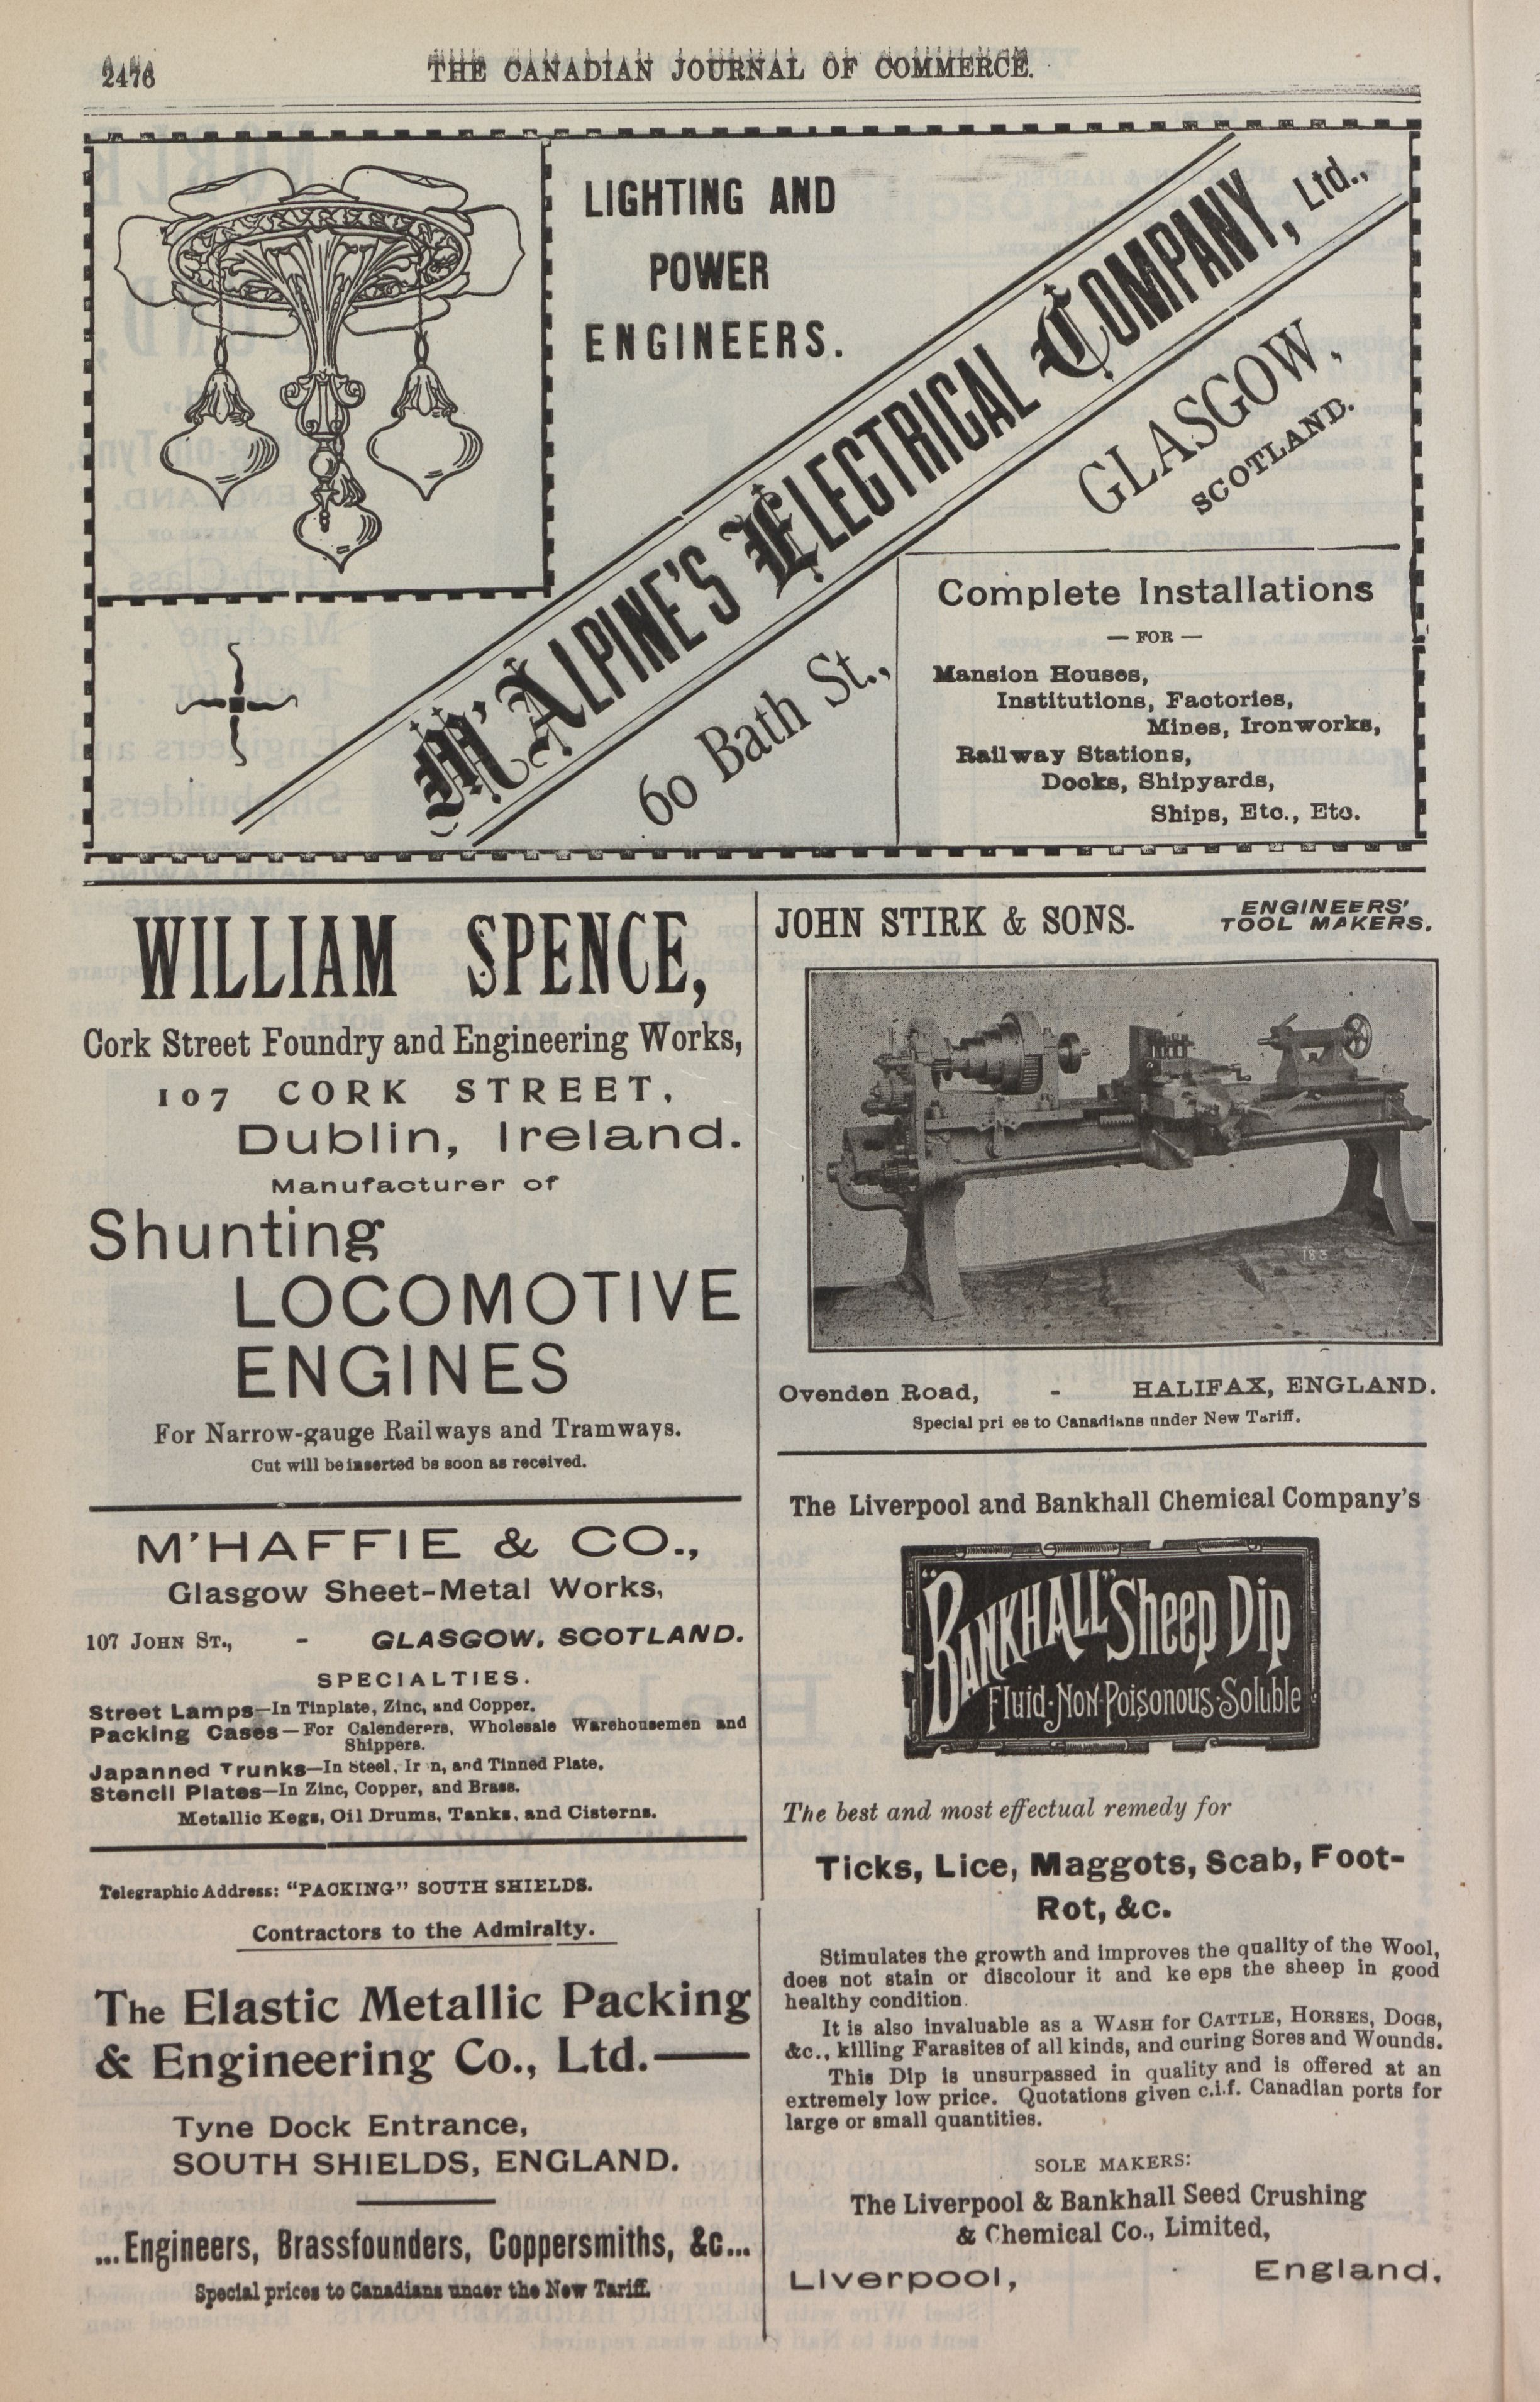 2476
THE CANADIAN JOURNAL OF COMMERCE.
LIGHTING AND
POWER
ENGINEERS.
M'ALPINE'S ELECTRICAL COMPANY, Ltd.,
60 Bath St.,
GLASGOW,
SCOTLAND.
Complete Installations
— FOR —
Mansion Houses,
Institutions, Factories,
Mines, Ironworks,
Railway Stations,
Docks, Shipyards,
Ships, Etc., Etc.
WILLIAM SPENCE,
Cork Street Foundry and Engineering Works,
107 CORK STREET,
Dublin, Ireland.
Manufacturer of
Shunting
LOCOMOTIVE
ENGINES
For Narrow-gauge Railways and Tramways.
Cut will be inserted bs soon as received.
M'HAFFIE & CO.,
Glasgow Sheet-Metal Works,
107 JOHN ST., - GLASGOW, SCOTLAND.
SPECIALTIES.
Street Lamps—In Tinplate, Zinc, and Copper.
Packing Cases—For Calenderers, Wholesale Warehousemen and
Shippers.
Japanned Trunks—In Steel, Ir n, and Tinned Plate.
Stencil Plates—In Zinc, Copper, and Brass.
Metallic Kegs, Oil Drums, Tanks, and Cisterns.
Telegraphic Address: "PACKING" SOUTH SHIELDS.
Contractors to the Admiralty.
The Elastic Metallic Packing
& Engineering Co., Ltd.——
Tyne Dock Entrance,
SOUTH SHIELDS, ENGLAND.
...Engineers, Brassfounders, Coppersmiths, &c...
Special prices to Canadians under the New Tariff.
JOHN STIRK & SONS.
ENGINEERS'
TOOL MAKERS.
183
Ovenden Road, - HALIFAX, ENGLAND.
Special pri es to Canadians under New Tariff.
The Liverpool and Bankhall Chemical Company's
"BANKHALL" Sheep Dip
Fluid·Non-Poisonous·Soluble
The best and most effectual remedy for
Ticks, Lice, Maggots, Scab, Foot-
Rot, &c.
Stimulates the growth and improves the quality of the Wool,
does not stain or discolour it and ke eps the sheep in good
healthy condition.
It is also invaluable as a WASH for CATTLE, HORSES, DOGS,
&c., killing Farasites of all kinds, and curing Sores and Wounds.
This Dip is unsurpassed in quality and is offered at an
extremely low price. Quotations given c.i.f. Canadian ports for
large or small quantities.
SOLE MAKERS:
The Liverpool & Bankhall Seed Crushing
& Chemical Co., Limited,
Liverpool, - England,